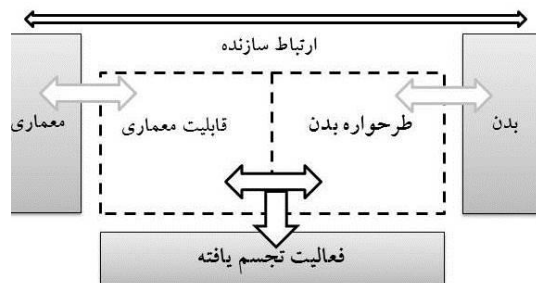 ارتباط سازنده
بدن
طرحواره بدن
قابلیت معماری
معماری
فعالیت تجسم یافته